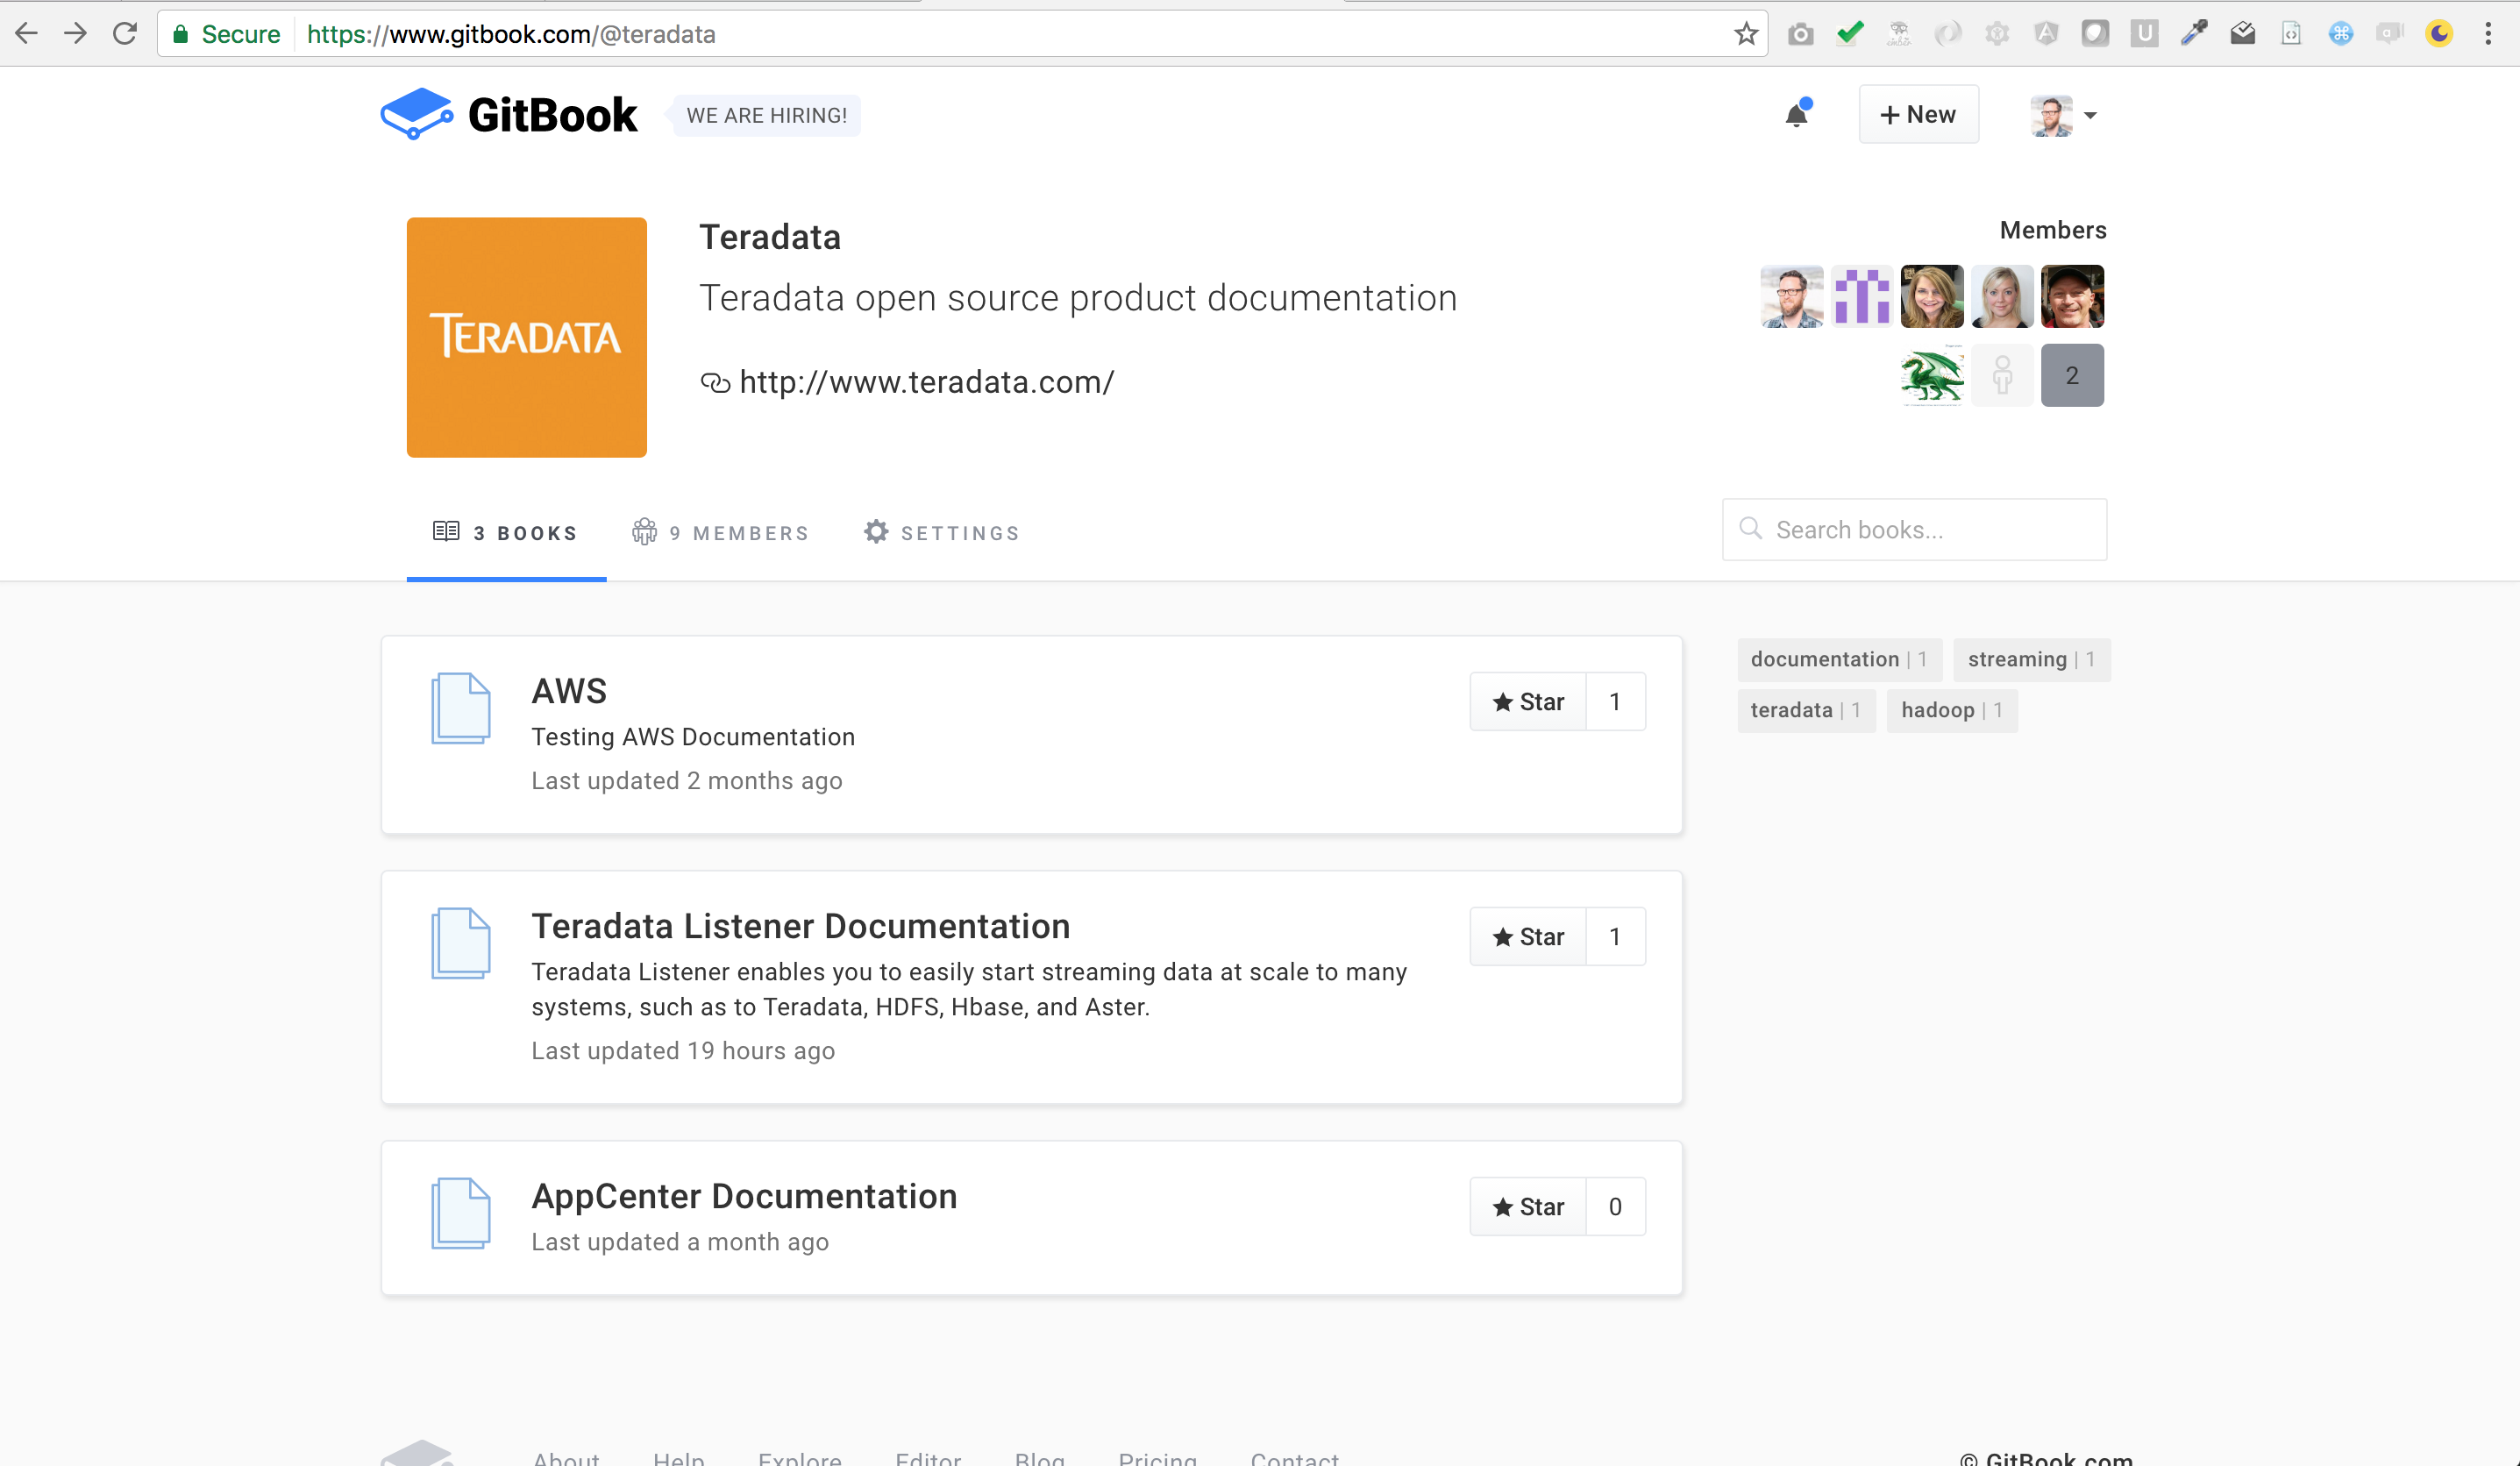 Secure https://www.gitbook.com/@teradata
GitBook WE ARE HIRING! + New
Teradata
Teradata open source product documentation
http://www.teradata.com/
TERADATA
Members
2
3 BOOKS 9 MEMBERS SETTINGS Search books...
AWS
Testing AWS Documentation
Last updated 2 months ago
Star 1
documentation | 1 streaming | 1
teradata | 1 hadoop | 1
Teradata Listener Documentation
Teradata Listener enables you to easily start streaming data at scale to many
systems, such as to Teradata, HDFS, Hbase, and Aster.
Last updated 19 hours ago
Star 1
AppCenter Documentation
Last updated a month ago
Star 0
About Help Explore Editor Blog Pricing Contact © GitBook.com